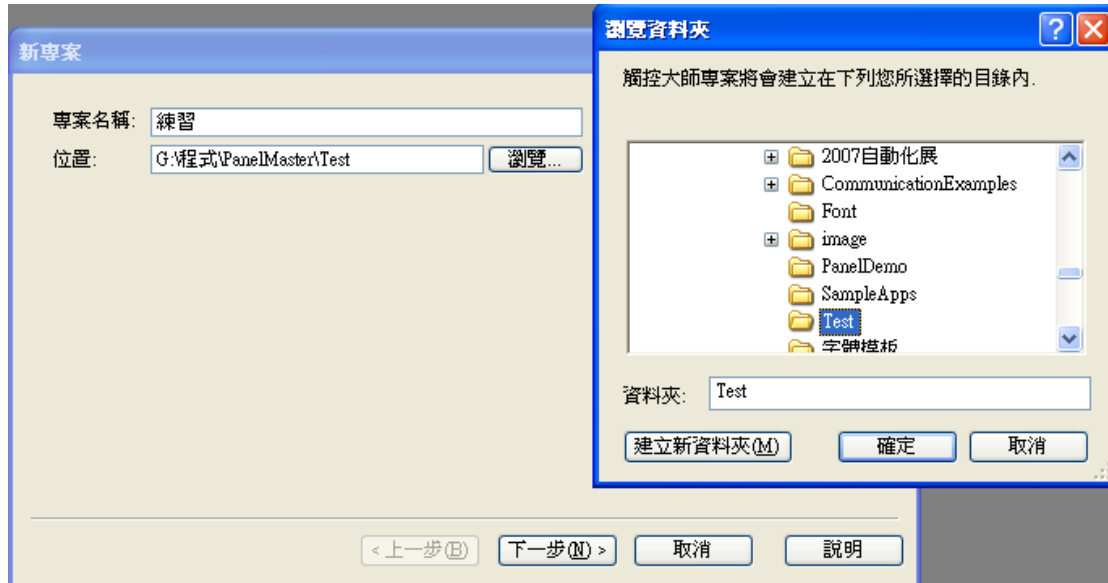 新專案
專案名稱: 練習
位置: G:\程式\PanelMaster\Test 瀏覽...
<上一步(B) 下一步(N) > 取消 說明
瀏覽資料夾
觸控大師專案將會建立在下列您所選擇的目錄內.
2007自動化展
CommunicationExamples
Font
image
PanelDemo
SampleApps
Test
字體模板
資料夾: Test
建立新資料夾(M) 確定 取消